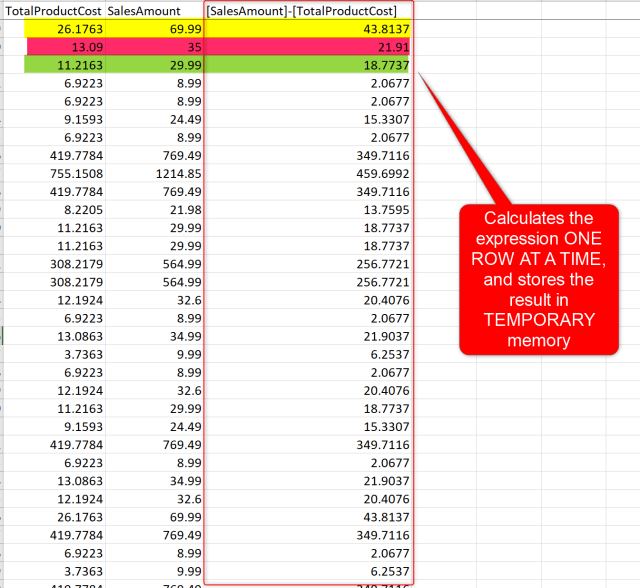 TotalProductCost SalesAmount [SalesAmount]-[TotalProductCost]
26.1763 69.99 43.8137
13.09 35 21.91
11.2163 29.99 18.7737
6.9223 8.99 2.0677
6.9223 8.99 2.0677
9.1593 24.49 15.3307
6.9223 8.99 2.0677
419.7784 769.49 349.7116
755.1508 1214.85 459.6992
419.7784 769.49 349.7116
8.2205 21.98 13.7595
11.2163 29.99 18.7737
11.2163 29.99 18.7737
308.2179 564.99 256.7721
308.2179 564.99 256.7721
12.1924 32.6 20.4076
6.9223 8.99 2.0677
13.0863 34.99 21.9037
3.7363 9.99 6.2537
6.9223 8.99 2.0677
12.1924 32.6 20.4076
11.2163 29.99 18.7737
9.1593 24.49 15.3307
419.7784 769.49 349.7116
6.9223 8.99 2.0677
13.0863 34.99 21.9037
12.1924 32.6 20.4076
26.1763 69.99 43.8137
419.7784 769.49 349.7116
6.9223 8.99 2.0677
3.7363 9.99 6.2537
419.7784 769.49 349.7116
Calculates the
expression ONE
ROW AT A TIME,
and stores the
result in
TEMPORARY
memory